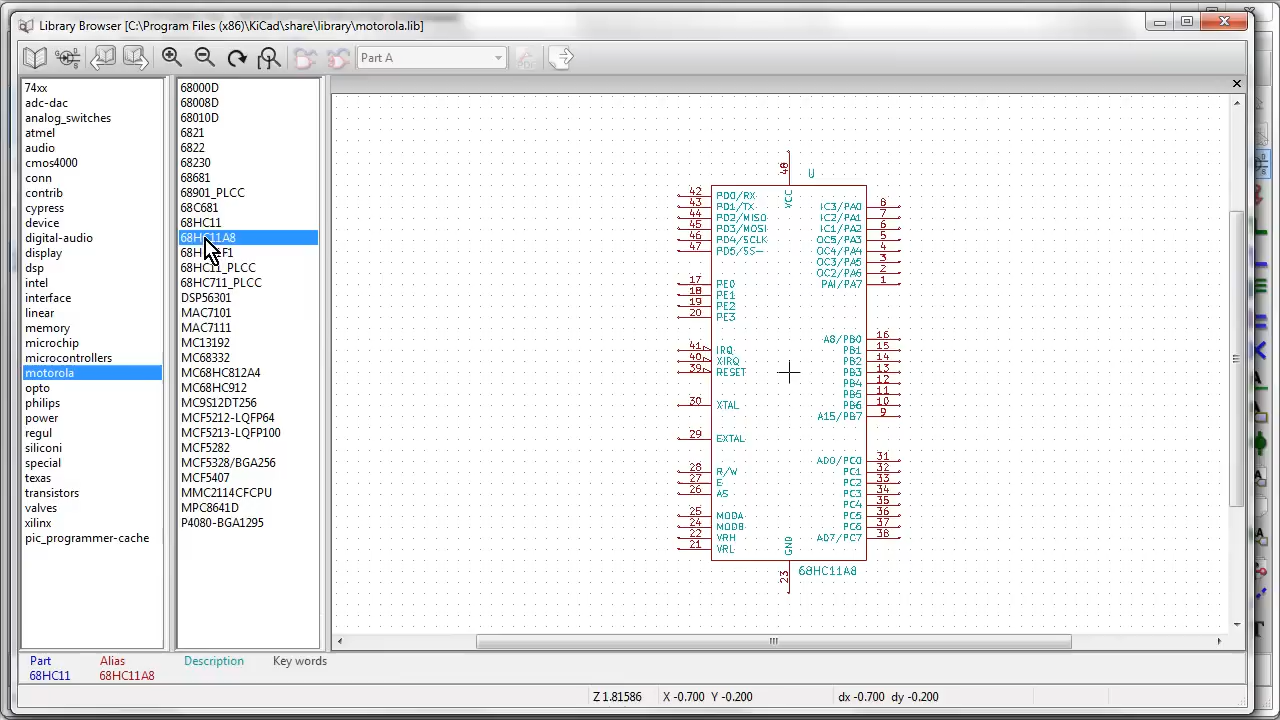 Library Browser [C:\Program Files (x86)\KiCad\share\library\motorola.lib]
Part A
74xx
adc-dac
analog_switches
atmel
audio
cmos4000
conn
contrib
cypress
device
digital-audio
display
dsp
intel
interface
linear
memory
microchip
microcontrollers
motorola
opto
philips
power
regul
siliconi
special
texas
transistors
valves
xilinx
pic_programmer-cache
68000D
68008D
68010D
6821
6822
68230
68681
68901_PLCC
68C681
68HC11
68HC11A8
68HC11_PLCC
68HC711_PLCC
DSP56301
MAC7101
MAC7111
MC13192
MC68332
MC68HC812A4
MC68HC912
MC9S12DT256
MCF5212-LQFP64
MCF5213-LQFP100
MCF5282
MCF5328/BGA256
MCF5407
MMC2114CFCPU
MPC8641D
P4080-BGA1295
48
VCC
U
42 PD0/RX
43 PD1/TX
44 PD2/MISO
45 PD3/MOSI
46 PD4/SCLK
47 PD5/SS-
17 PE0
18 PE1
19 PE2
20 PE3
41 IRQ
40 XIRQ
39 RESET
30 XTAL
29 EXTAL
28 R/W
27 E
26 AS
25 MODA
24 MODB
22 VRH
21 VRL
IC3/PA0 8
IC2/PA1 7
IC1/PA2 6
OC5/PA3 5
OC4/PA4 4
OC3/PA5 3
OC2/PA6 2
PAI/PA7 1
A8/PB0 16
PB1 15
PB2 14
PB3 13
PB4 12
PB5 11
PB6 10
A15/PB7 9
AD0/PC0 31
PC1 32
PC2 33
PC3 34
PC4 35
PC5 36
PC6 37
AD7/PC7 38
GND
23
68HC11A8
Part Alias Description Key words
68HC11 68HC11A8
Z 1.81586 X -0.700 Y -0.200 dx -0.700 dy -0.200